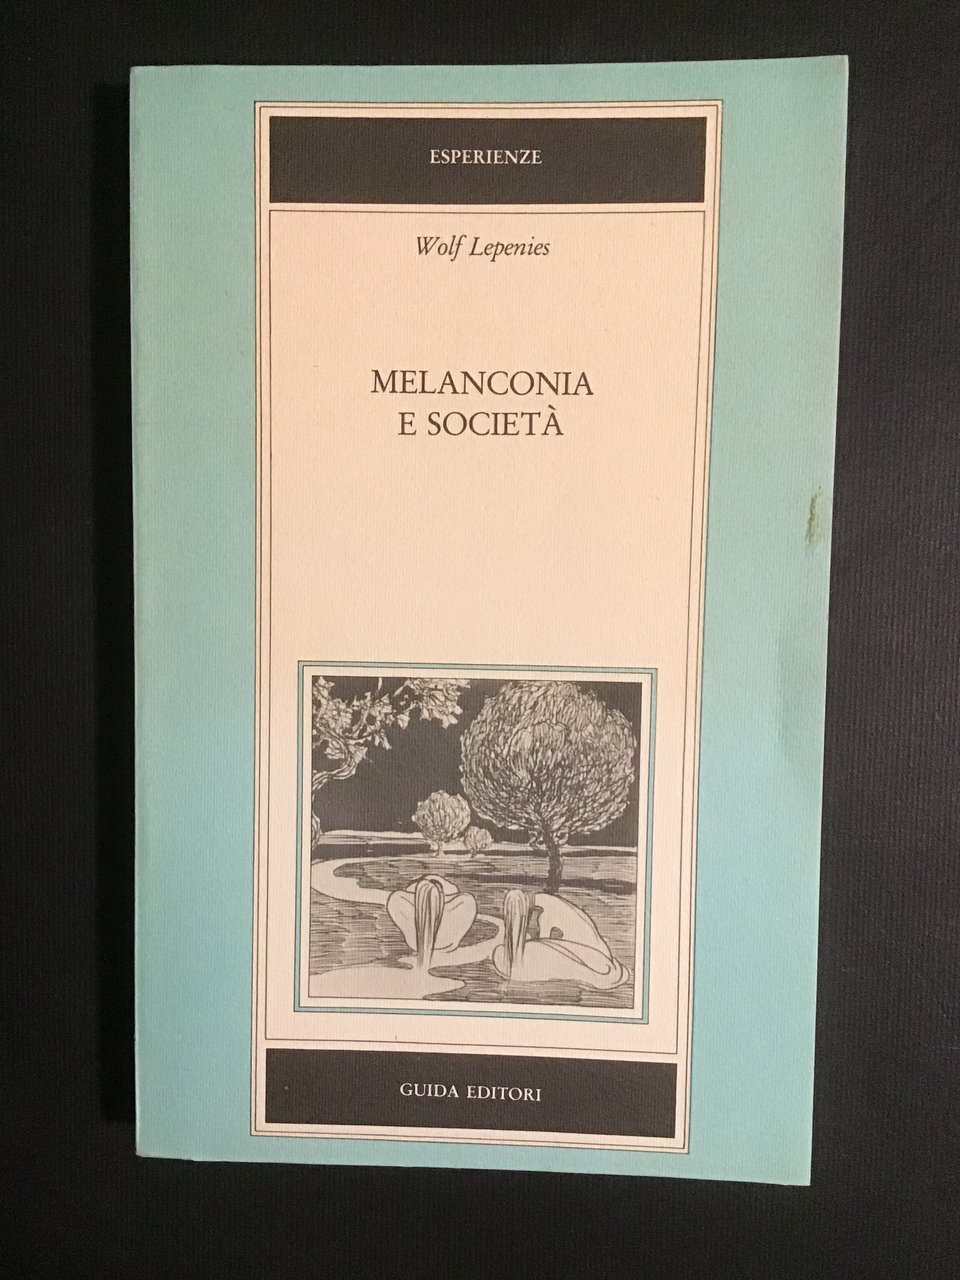 ESPERIENZE
Wolf Lepenies
MELANCONIA
E SOCIETÀ
GUIDA EDITORI